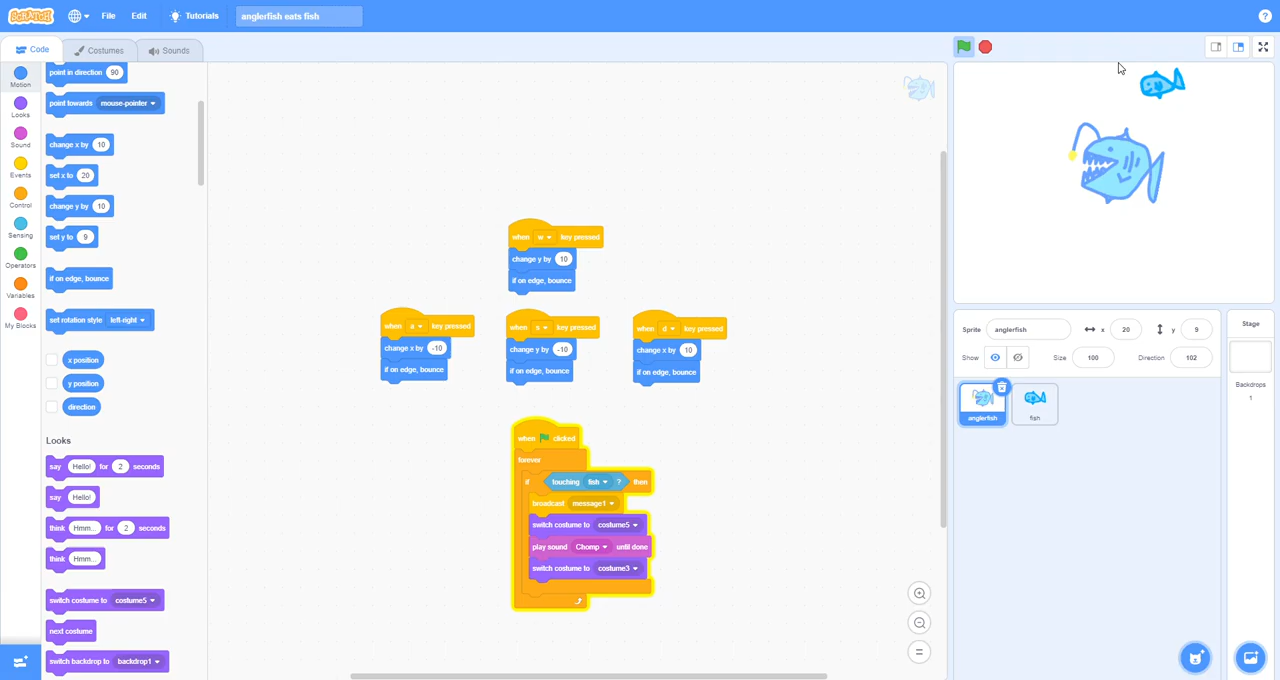 SCRATCH File Edit Tutorials anglerfish eats fish ?
Code Costumes Sounds
Motion
Looks
Sound
Events
Control
Sensing
Operators
Variables
My Blocks
point in direction 90
point towards mouse-pointer
change x by 10
set x to 20
change y by 10
set y to 9
if on edge, bounce
set rotation style left-right
x position
y position
direction
Looks
say Hello! for 2 seconds
say Hello!
think Hmm... for 2 seconds
think Hmm...
switch costume to costume5
next costume
switch backdrop to backdrop1
when w key pressed
change y by 10
if on edge, bounce
when a key pressed
change x by -10
if on edge, bounce
when s key pressed
change y by -10
if on edge, bounce
when d key pressed
change x by 10
if on edge, bounce
when clicked
forever
if touching fish ? then
broadcast message1
switch costume to costume5
play sound Chomp until done
switch costume to costume3
Sprite anglerfish x 20 y 9
Show Size 100 Direction 102
anglerfish
fish
Stage
Backdrops
1